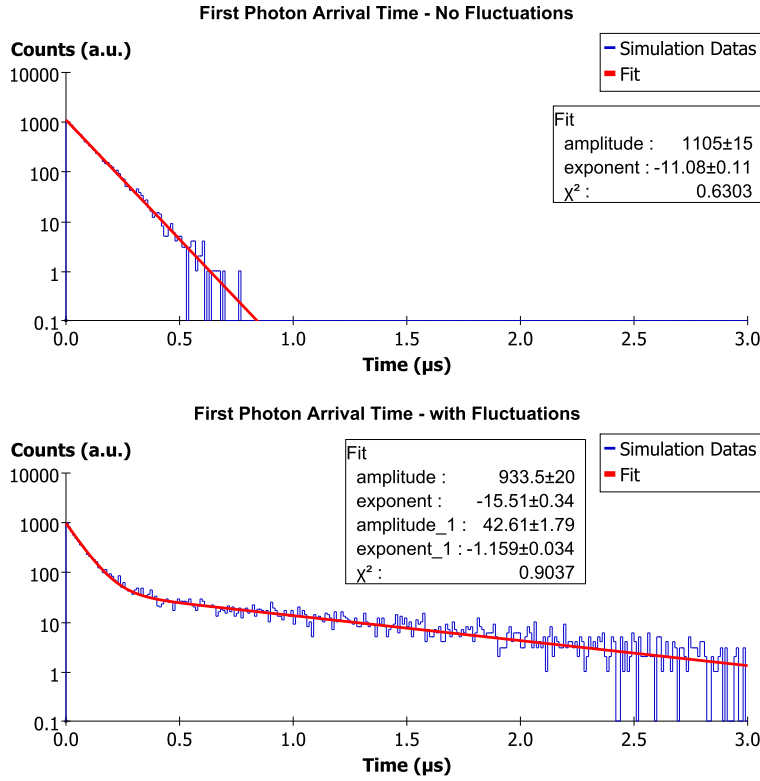 First Photon Arrival Time - No Fluctuations
Counts (a.u.)
Simulation Datas
Fit
10000
1000
100
10
1
0.1
Fit
amplitude : 1105±15
exponent : -11.08±0.11
χ² : 0.6303
0.0 0.5 1.0 1.5 2.0 2.5 3.0
Time (μs)
First Photon Arrival Time - with Fluctuations
Counts (a.u.)
Simulation Datas
Fit
10000
1000
100
10
1
0.1
Fit
amplitude : 933.5±20
exponent : -15.51±0.34
amplitude_1 : 42.61±1.79
exponent_1 : -1.159±0.034
χ² : 0.9037
0.0 0.5 1.0 1.5 2.0 2.5 3.0
Time (μs)